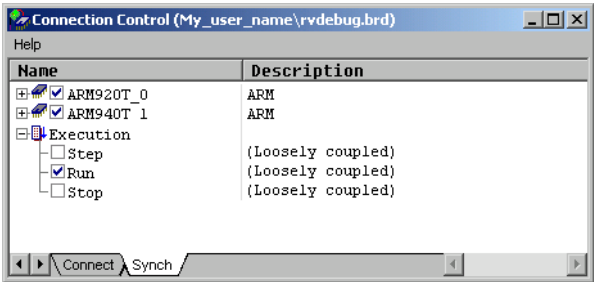 Connection Control (My_user_name\rvdebug.brd)
Help
Name Description
ARM920T_0 ARM
ARM940T_1 ARM
Execution
Step (Loosely coupled)
Run (Loosely coupled)
Stop (Loosely coupled)
Connect Synch